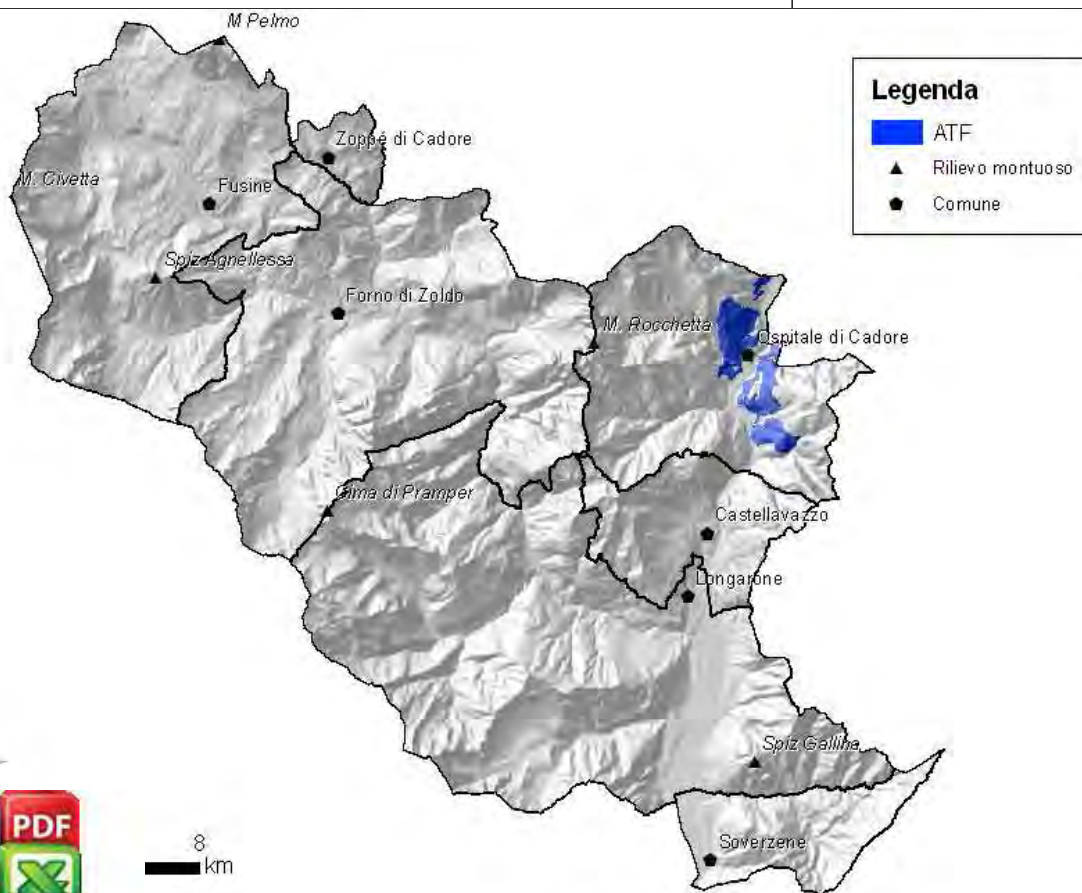 M Pelmo
Legenda
ATF
Rilievo montuoso
Comune
Zoppé di Cadore
M. Civetta
Fusine
Spiz Agnellessa
Forno di Zoldo
M. Rocchetta
Ospitale di Cadore
Cima di Pramper
Castellavazzo
Longarone
Spiz Gallina
Soverzene
PDF
8
km